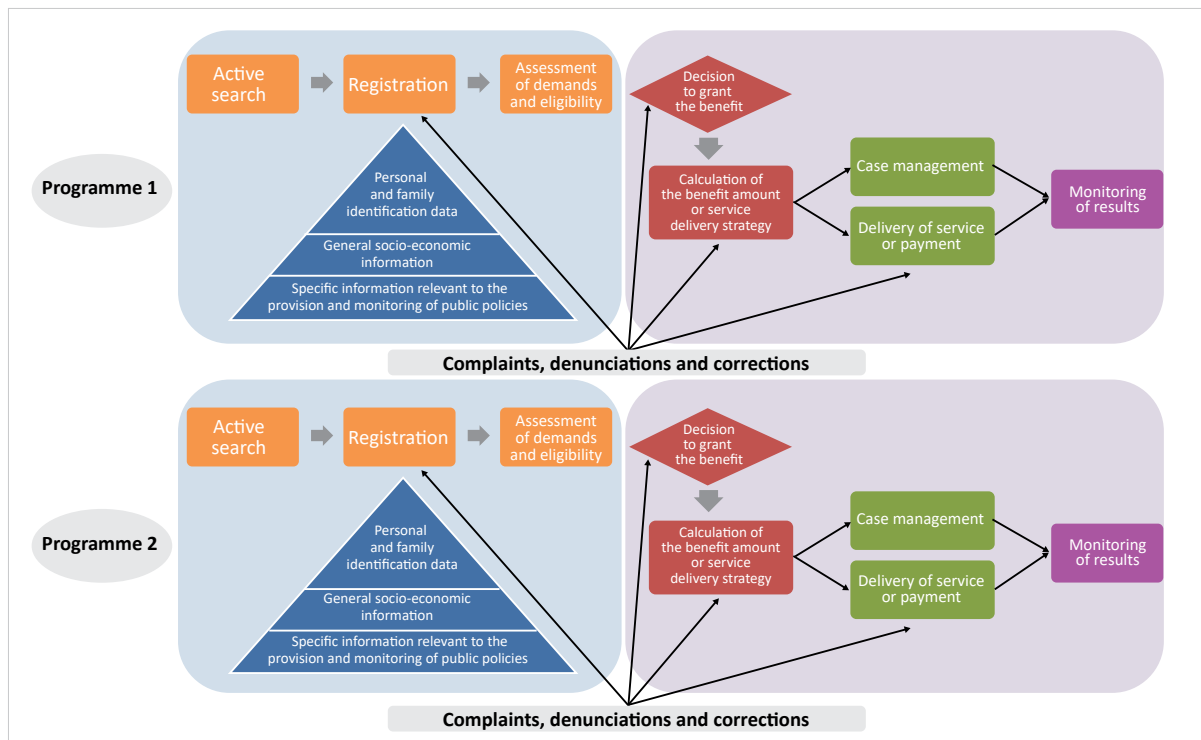 Programme 1
Active
search
Registration
Assessment
of demands
and eligibility
Personal
and family
identification data
General socio-economic
information
Specific information relevant to the
provision and monitoring of public policies
Decision
to grant
the benefit
Calculation of
the benefit amount
or service
delivery strategy
Case management
Delivery of service
or payment
Monitoring
of results
Complaints, denunciations and corrections
Programme 2
Active
search
Registration
Assessment
of demands
and eligibility
Personal
and family
identification data
General socio-economic
information
Specific information relevant to the
provision and monitoring of public policies
Decision
to grant
the benefit
Calculation of
the benefit amount
or service
delivery strategy
Case management
Delivery of service
or payment
Monitoring
of results
Complaints, denunciations and corrections